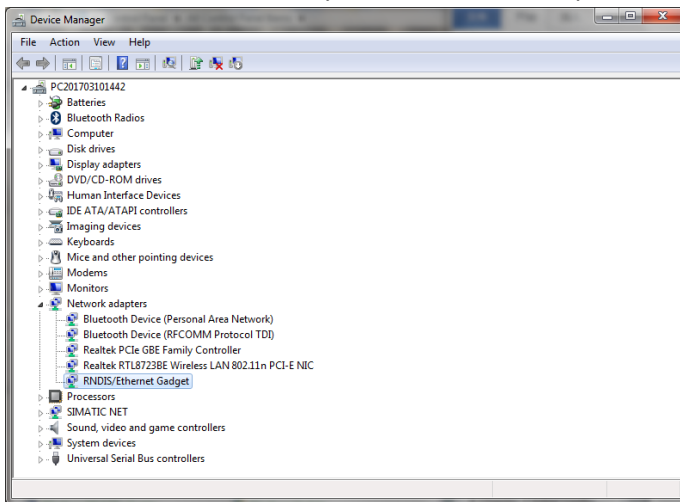 Device Manager
File Action View Help
PC201703101442
Batteries
Bluetooth Radios
Computer
Disk drives
Display adapters
DVD/CD-ROM drives
Human Interface Devices
IDE ATA/ATAPI controllers
Imaging devices
Keyboards
Mice and other pointing devices
Modems
Monitors
Network adapters
Bluetooth Device (Personal Area Network)
Bluetooth Device (RFCOMM Protocol TDI)
Realtek PCIe GBE Family Controller
Realtek RTL8723BE Wireless LAN 802.11n PCI-E NIC
RNDIS/Ethernet Gadget
Processors
SIMATIC NET
Sound, video and game controllers
System devices
Universal Serial Bus controllers